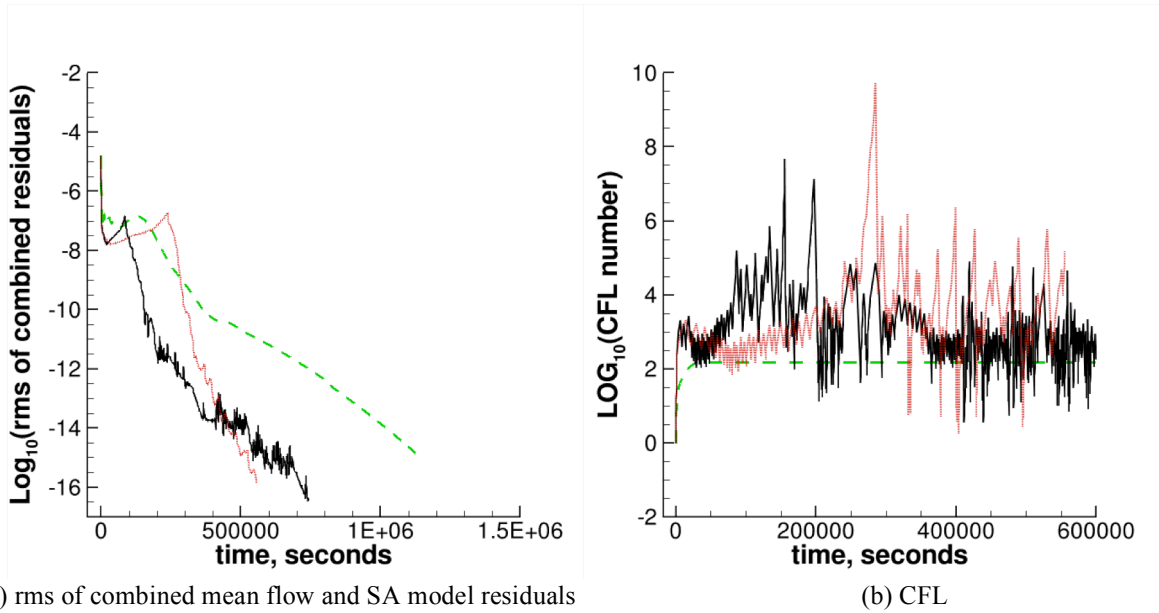 -2
-4
-6
-8
-10
-12
-14
-16
Log10(rms of combined residuals)
0
500000
1E+06
1.5E+06
time, seconds
) rms of combined mean flow and SA model residuals
10
8
6
4
2
0
-2
LOG10(CFL number)
0
200000
400000
600000
time, seconds
(b) CFL